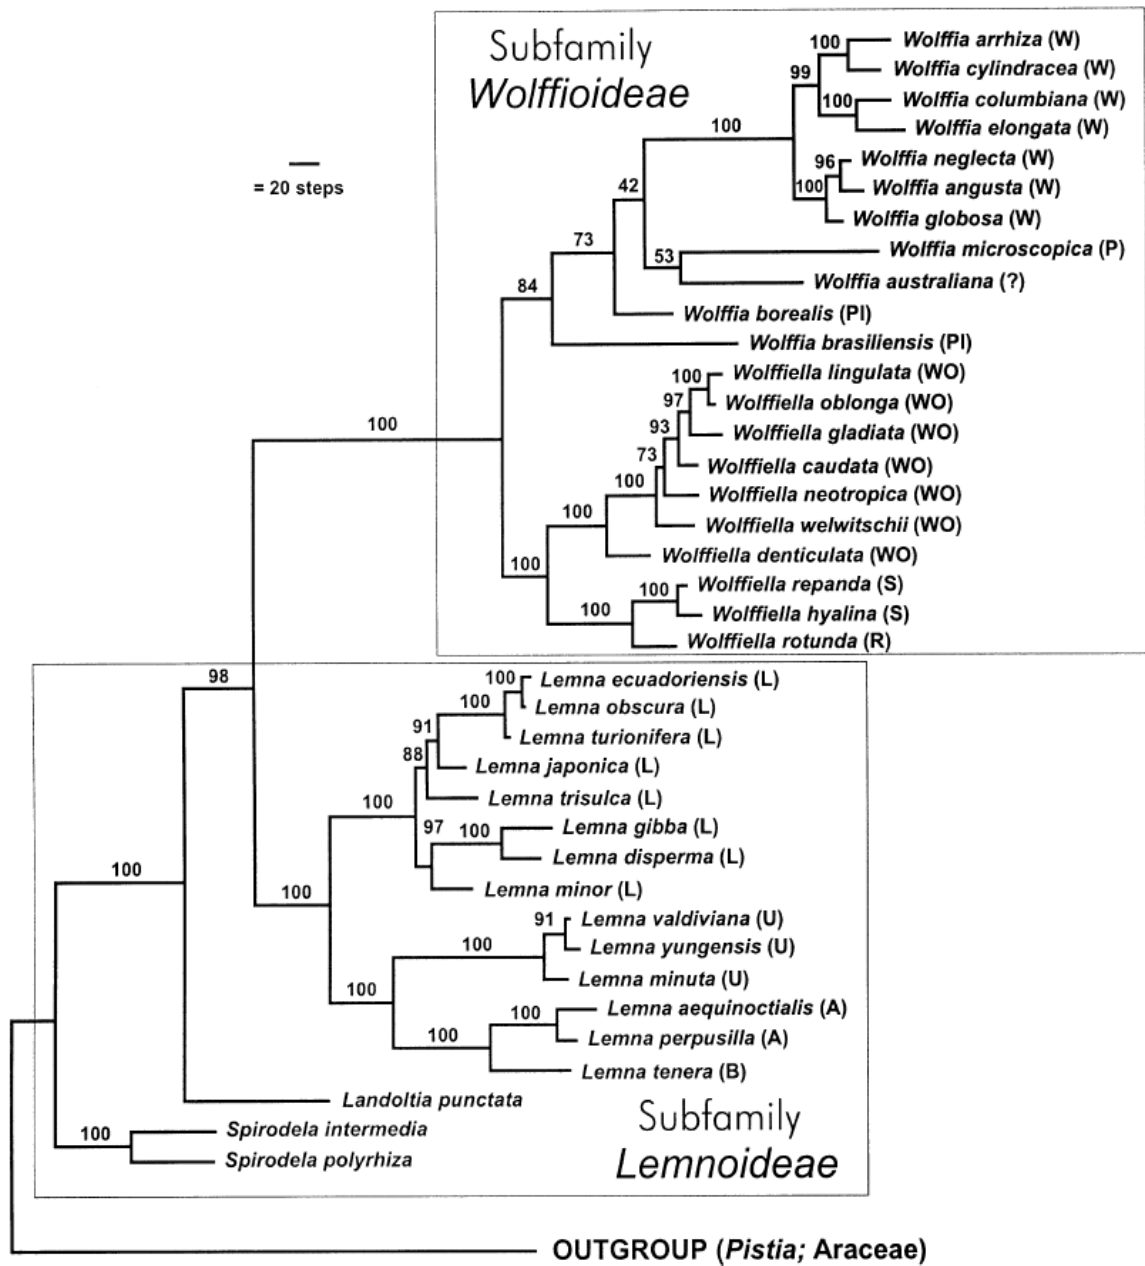 Subfamily
Wolffioideae
= 20 steps
100
Wolffia arrhiza (W)
Wolffia cylindracea (W)
99
100
Wolffia columbiana (W)
Wolffia elongata (W)
100
96
Wolffia neglecta (W)
Wolffia angusta (W)
100
Wolffia globosa (W)
42
Wolffia microscopica (P)
53
Wolffia australiana (?)
73
Wolffia borealis (Pl)
84
Wolffia brasiliensis (Pl)
100
Wolffiella lingulata (WO)
Wolffiella oblonga (WO)
97
Wolffiella gladiata (WO)
93
Wolffiella caudata (WO)
73
Wolffiella neotropica (WO)
100
Wolffiella welwitschii (WO)
100
Wolffiella denticulata (WO)
100
100
Wolffiella repanda (S)
Wolffiella hyalina (S)
100
Wolffiella rotunda (R)
100
98
100
Lemna ecuadoriensis (L)
Lemna obscura (L)
100
Lemna turionifera (L)
91
Lemna japonica (L)
88
Lemna trisulca (L)
100
97
100
Lemna gibba (L)
Lemna disperma (L)
Lemna minor (L)
100
100
91
Lemna valdiviana (U)
Lemna yungensis (U)
100
Lemna minuta (U)
100
100
Lemna aequinoctialis (A)
Lemna perpusilla (A)
100
Lemna tenera (B)
Landoltia punctata
100
Spirodela intermedia
Spirodela polyrhiza
Subfamily
Lemnoideae
OUTGROUP (Pistia; Araceae)